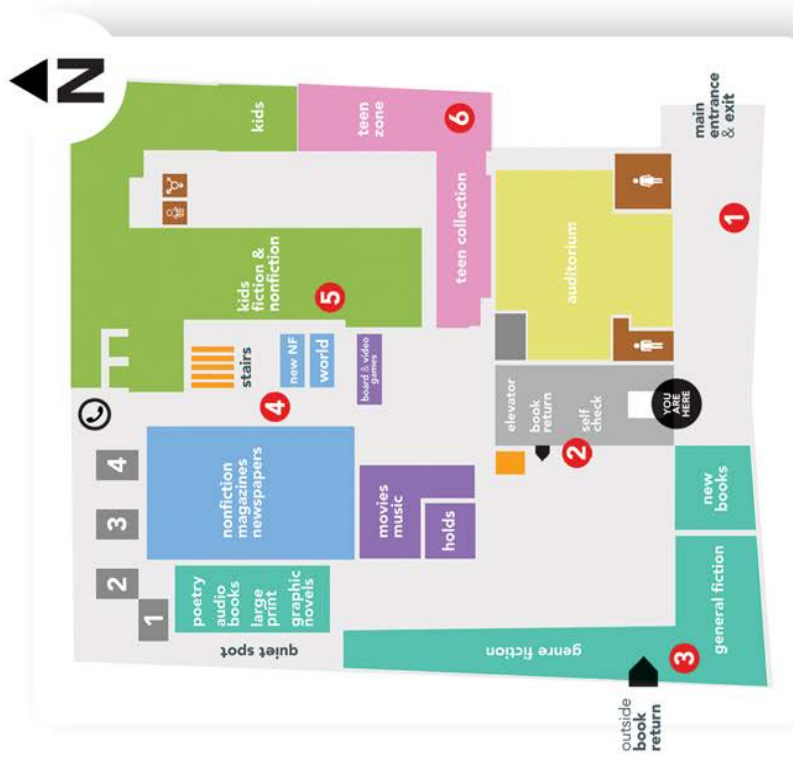 N
kids
teen
zone
6
main
entrance
& exit
kids
fiction &
nonfiction
5
teen collection
auditorium
1
stairs
new NF
world
board & video
games
4
elevator
book
return
self
check
YOU
ARE
HERE
2
4
3
2
1
nonfiction
magazines
newspapers
movies
music
holds
new
books
poetry
audio
books
large
print
graphic
novels
quiet spot
genre fiction
general fiction
3
outside
book
return